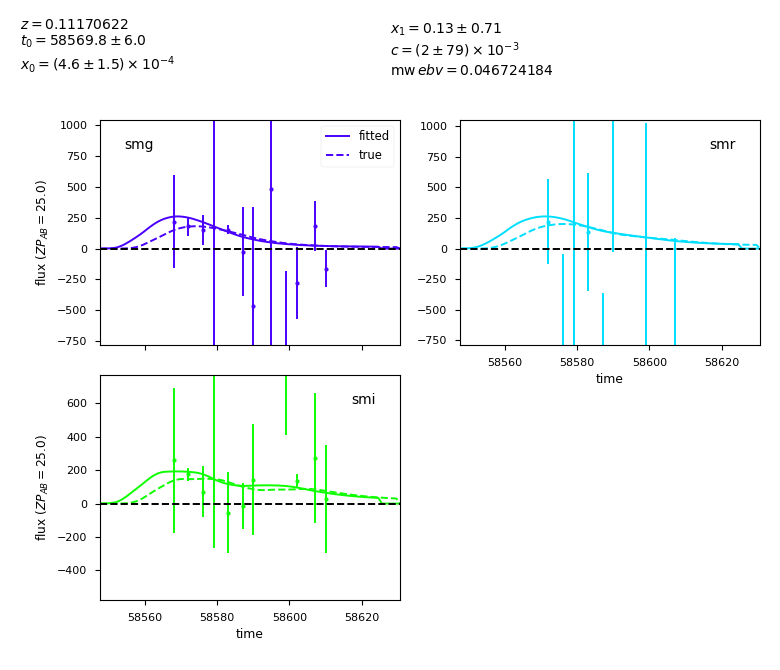 z = 0.11170622
t₀ = 58569.8 ± 6.0
x₀ = (4.6 ± 1.5) × 10⁻⁴
x₁ = 0.13 ± 0.71
c = (2 ± 79) × 10⁻³
mw ebv = 0.046724184
smg
fitted
true
1000
750
500
250
0
−250
−500
−750
flux (ZP_AB = 25.0)
smr
1000
750
500
250
0
−250
−500
−750
58560 58580 58600 58620
time
smi
600
400
200
0
−200
−400
flux (ZP_AB = 25.0)
58560 58580 58600 58620
time